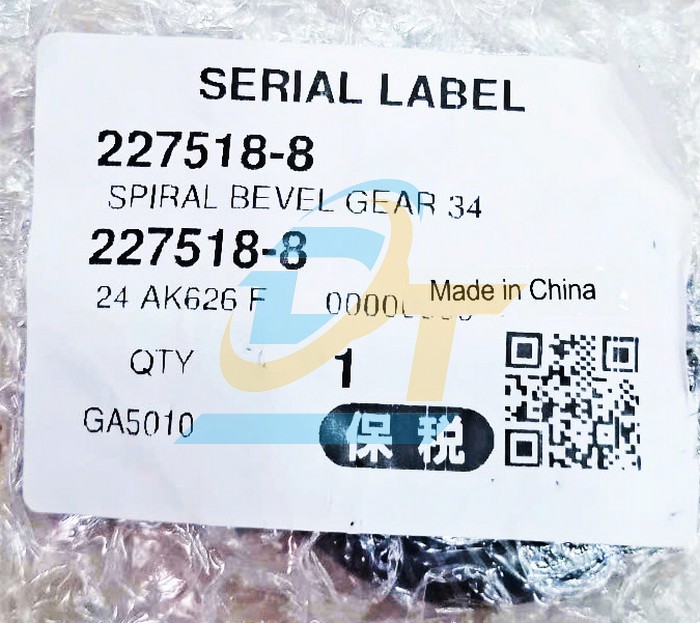 SERIAL LABEL
227518-8
SPIRAL BEVEL GEAR 34
227518-8
24 AK626 F
Made in China
QTY 1
GA5010 保税
DT